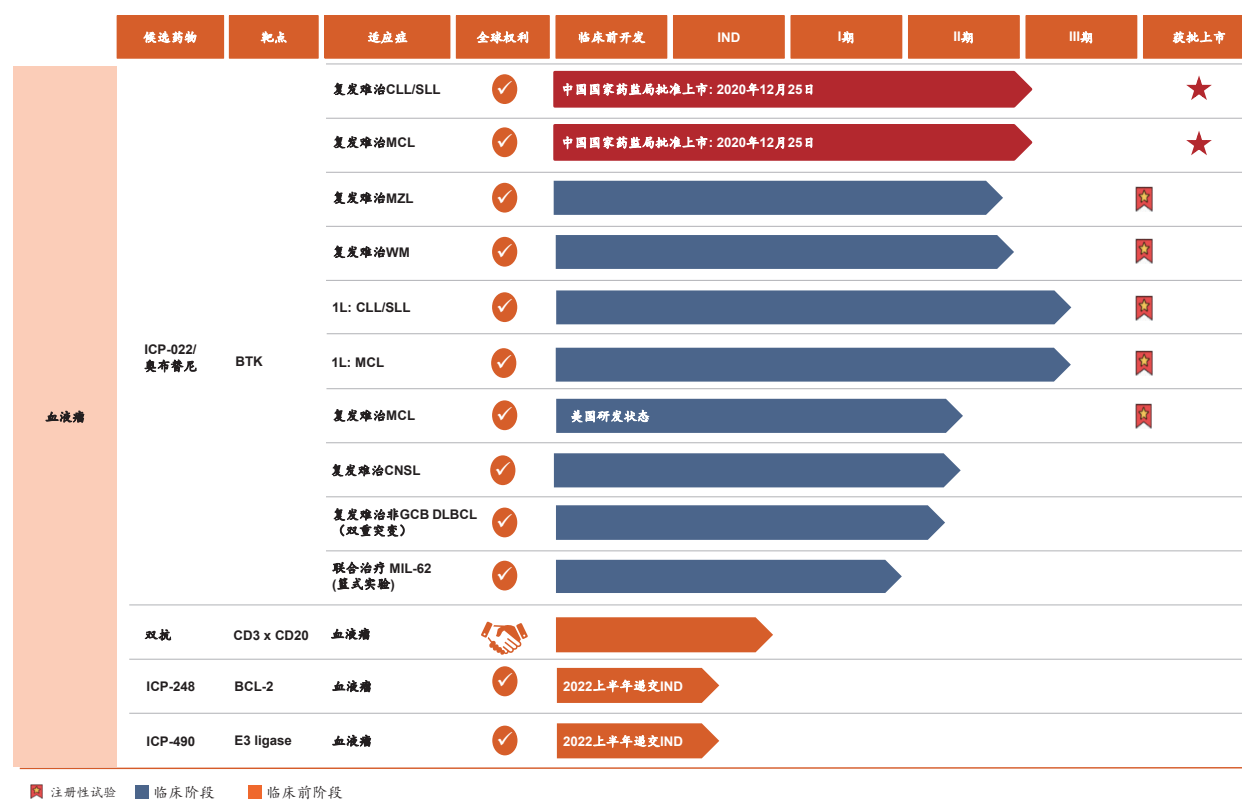 候选药物 靶点 适应症 全球权利 临床前开发 IND I期 II期 III期 获批上市
复发难治CLL/SLL 中国国家药监局批准上市: 2020年12月25日
复发难治MCL 中国国家药监局批准上市: 2020年12月25日
复发难治MZL
复发难治WM
1L: CLL/SLL
ICP-022/
奥布替尼
BTK
1L: MCL
血液瘤
复发难治MCL 美国研发状态
复发难治CNSL
复发难治非GCB DLBCL
（双重突变）
联合治疗 MIL-62
(篮式实验)
双抗 CD3 x CD20 血液瘤
ICP-248 BCL-2 血液瘤 2022上半年递交IND
ICP-490 E3 ligase 血液瘤 2022上半年递交IND
注册性试验 临床阶段 临床前阶段